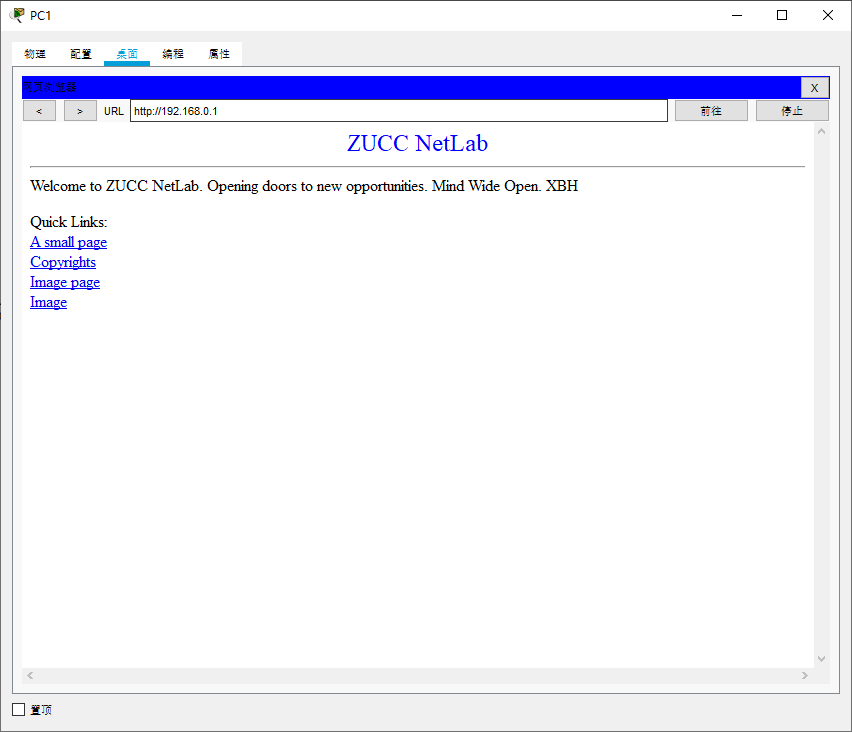 PC1
物理 配置 桌面 编程 属性
网页浏览器 X
< > URL http://192.168.0.1 前往 停止
ZUCC NetLab
Welcome to ZUCC NetLab. Opening doors to new opportunities. Mind Wide Open. XBH
Quick Links:
A small page
Copyrights
Image page
Image
置顶